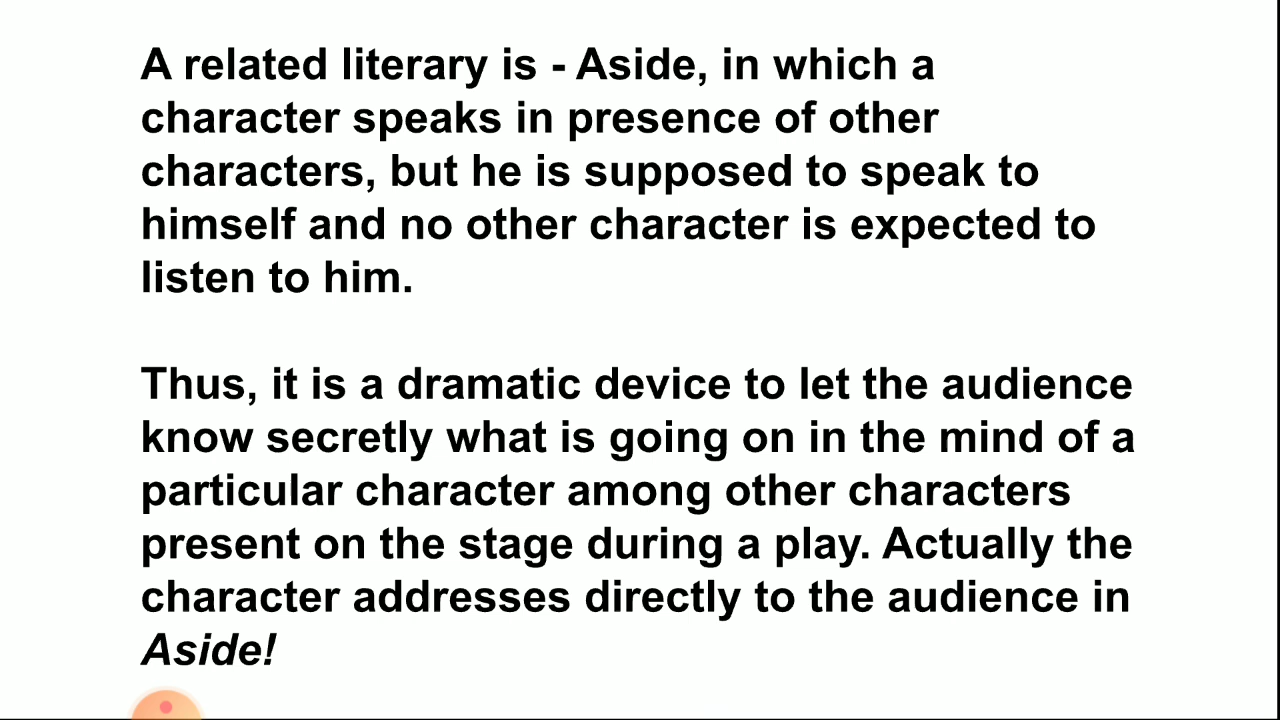 A related literary is - Aside, in which a
character speaks in presence of other
characters, but he is supposed to speak to
himself and no other character is expected to
listen to him.
Thus, it is a dramatic device to let the audience
know secretly what is going on in the mind of a
particular character among other characters
present on the stage during a play. Actually the
character addresses directly to the audience in
Aside!